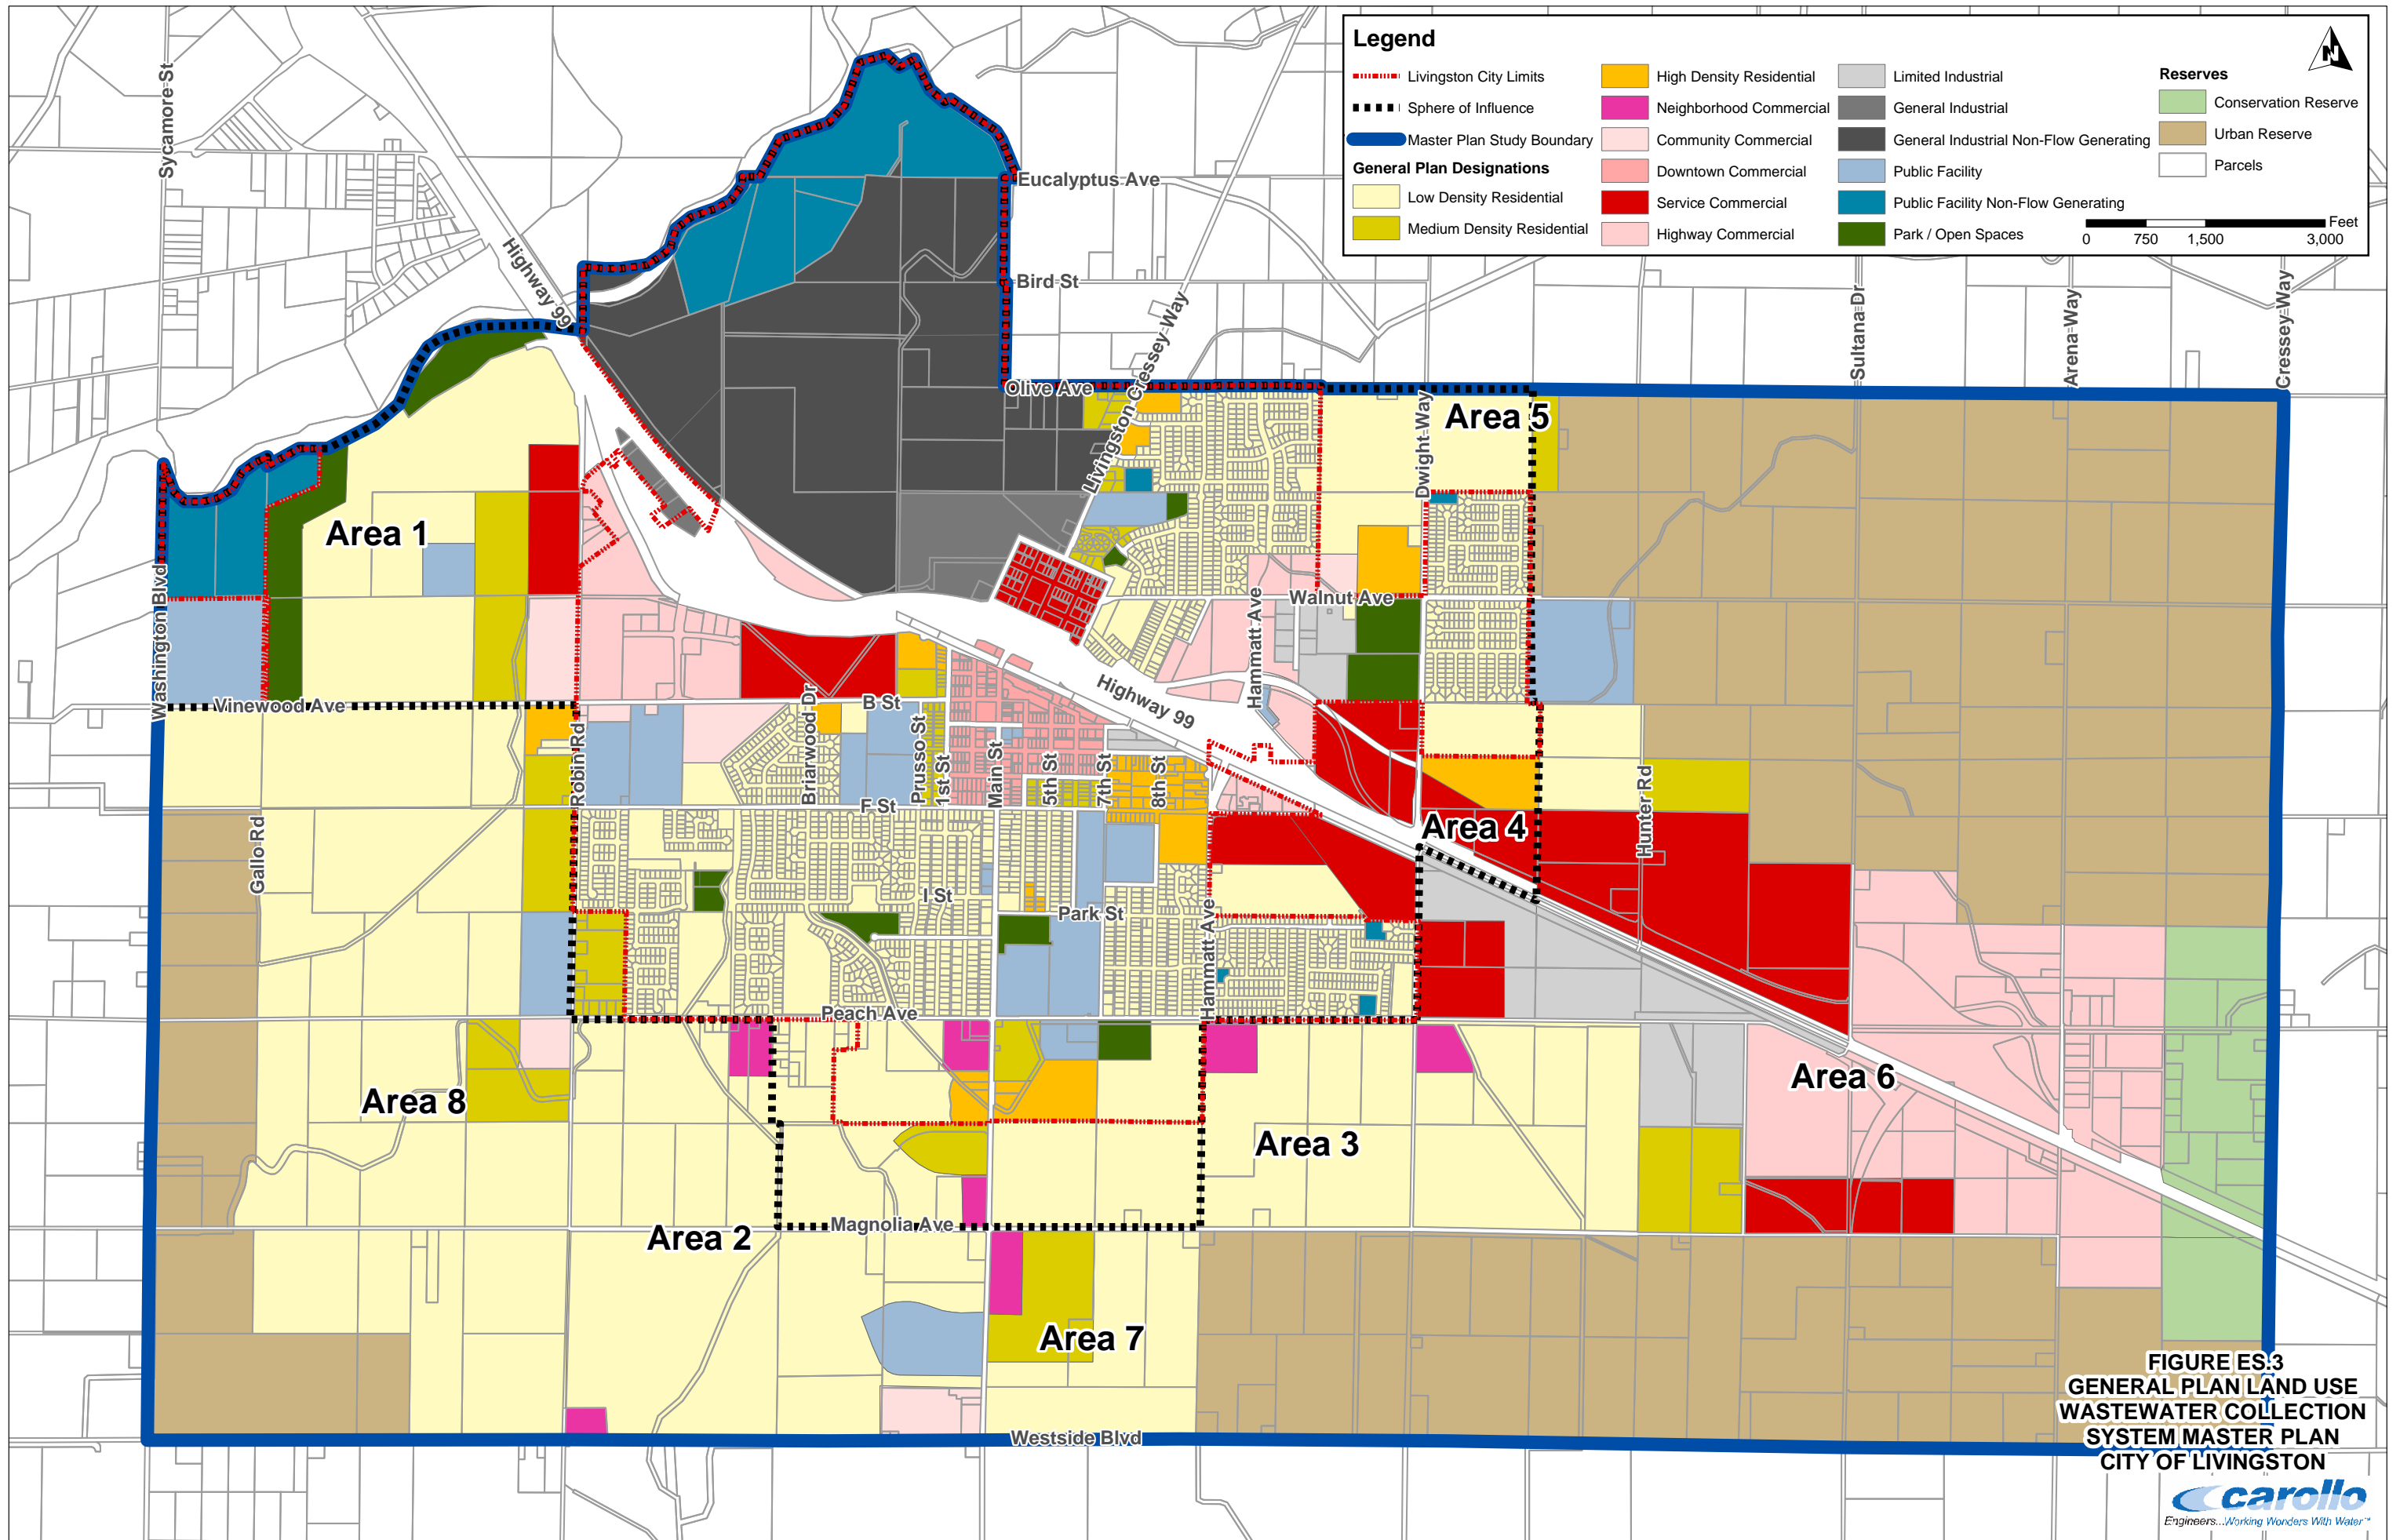 Legend
Livingston City Limits
Sphere of Influence
Master Plan Study Boundary
General Plan Designations
Low Density Residential
Medium Density Residential
High Density Residential
Neighborhood Commercial
Community Commercial
Downtown Commercial
Service Commercial
Highway Commercial
Limited Industrial
General Industrial
General Industrial Non-Flow Generating
Public Facility
Public Facility Non-Flow Generating
Park / Open Spaces
Reserves
Conservation Reserve
Urban Reserve
Parcels
N
Feet
0 750 1,500 3,000
Sycamore St
Highway 99
Eucalyptus Ave
Bird St
Olive Ave
Livingston Cressey Way
Sultana Dr
Arena Way
Cressey Way
Area 5
Dwight Way
Area 1
Washington Blvd
Walnut Ave
Hammatt Ave
Vinewood Ave
Highway 99
B St
Briarwood Dr
Robin Rd
Prusso St
1st St
Main St
5th St
7th St
8th St
F St
Hunter Rd
Area 4
Gallo Rd
I St
Park St
Hammatt Ave
Peach Ave
Area 6
Area 8
Area 3
Magnolia Ave
Area 2
Area 7
Westside Blvd
FIGURE ES.3
GENERAL PLAN LAND USE
WASTEWATER COLLECTION
SYSTEM MASTER PLAN
CITY OF LIVINGSTON
carollo
Engineers...Working Wonders With Water™